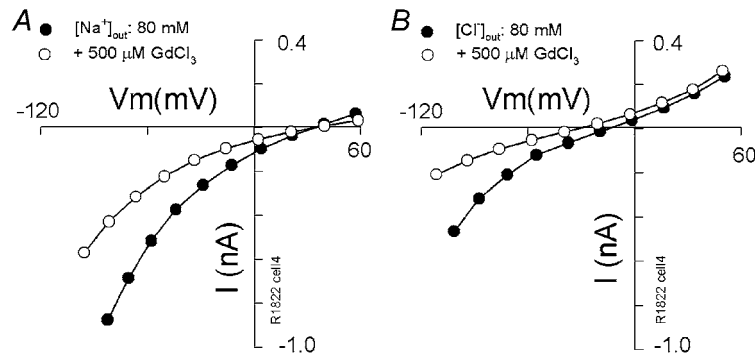 A
[Na⁺]out: 80 mM
+ 500 μM GdCl₃
0.4
-120
Vm(mV)
60
I (nA)
R1822 cell4
-1.0
B
[Cl⁻]out: 80 mM
+ 500 μM GdCl₃
0.4
-120
Vm(mV)
60
I (nA)
R1822 cell4
-1.0